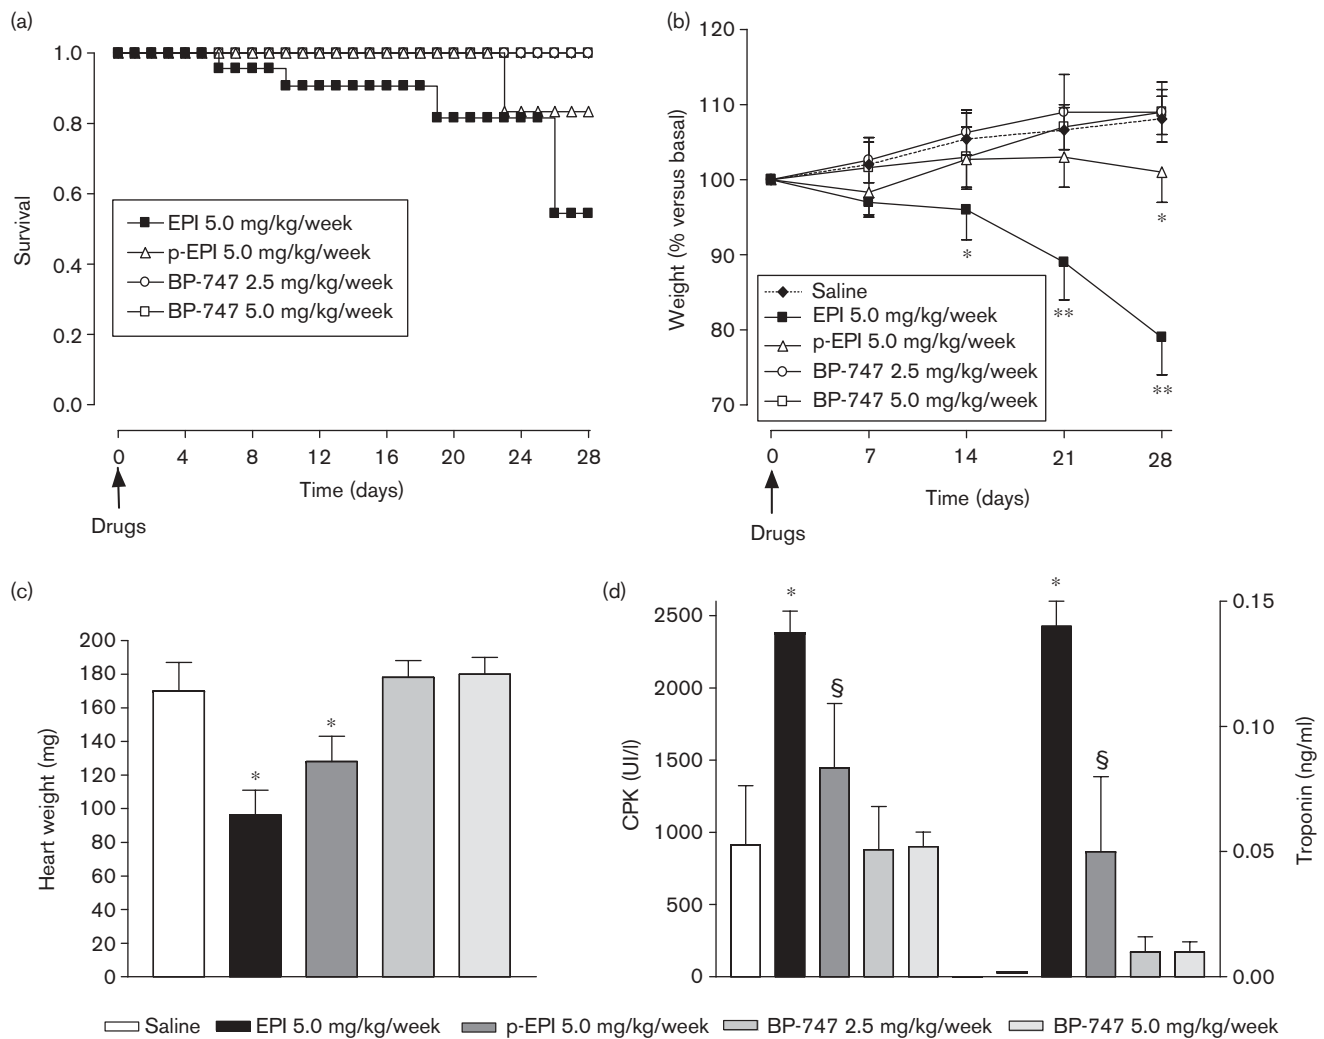 (a)
1.0
0.8
0.6
0.4
0.2
0.0
Survival
EPI 5.0 mg/kg/week
p-EPI 5.0 mg/kg/week
BP-747 2.5 mg/kg/week
BP-747 5.0 mg/kg/week
0 4 8 12 16 20 24 28
Time (days)
Drugs
(b)
120
110
100
90
80
70
Weight (% versus basal)
*
**
**
*
Saline
EPI 5.0 mg/kg/week
p-EPI 5.0 mg/kg/week
BP-747 2.5 mg/kg/week
BP-747 5.0 mg/kg/week
0 7 14 21 28
Time (days)
Drugs
(c)
200
180
160
140
120
100
80
60
40
20
0
Heart weight (mg)
*
*
(d)
2500
2000
1500
1000
500
0
CPK (UI/l)
*
§
*
§
0.15
0.10
0.05
0.00
Troponin (ng/ml)
Saline EPI 5.0 mg/kg/week p-EPI 5.0 mg/kg/week BP-747 2.5 mg/kg/week BP-747 5.0 mg/kg/week